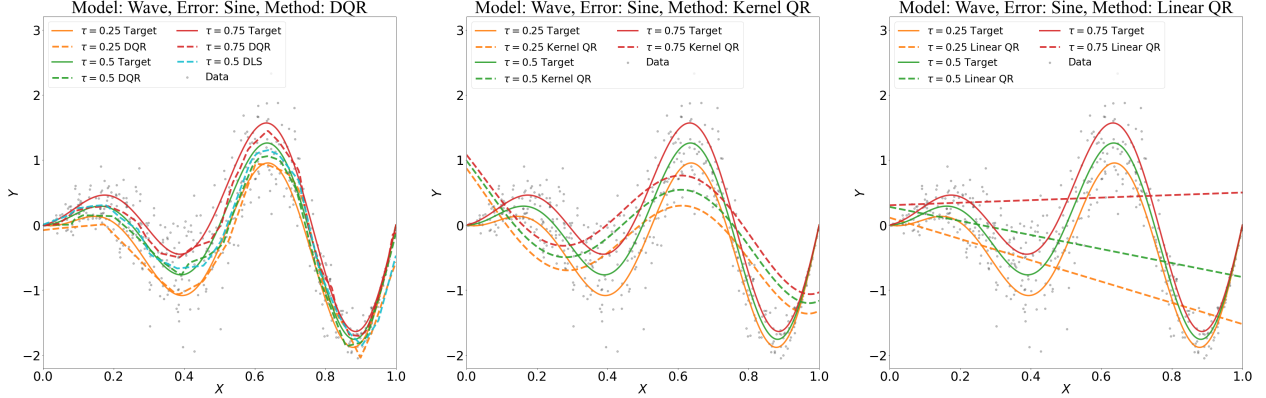 Model: Wave, Error: Sine, Method: DQR
τ = 0.25 Target
τ = 0.25 DQR
τ = 0.5 Target
τ = 0.5 DQR
τ = 0.75 Target
τ = 0.75 DQR
τ = 0.5 DLS
Data
Y
3
2
1
0
−1
−2
0.0 0.2 0.4 0.6 0.8 1.0
X
Model: Wave, Error: Sine, Method: Kernel QR
τ = 0.25 Target
τ = 0.25 Kernel QR
τ = 0.5 Target
τ = 0.5 Kernel QR
τ = 0.75 Target
τ = 0.75 Kernel QR
Data
Y
3
2
1
0
−1
−2
0.0 0.2 0.4 0.6 0.8 1.0
X
Model: Wave, Error: Sine, Method: Linear QR
τ = 0.25 Target
τ = 0.25 Linear QR
τ = 0.5 Target
τ = 0.5 Linear QR
τ = 0.75 Target
τ = 0.75 Linear QR
Data
Y
3
2
1
0
−1
−2
0.0 0.2 0.4 0.6 0.8 1.0
X